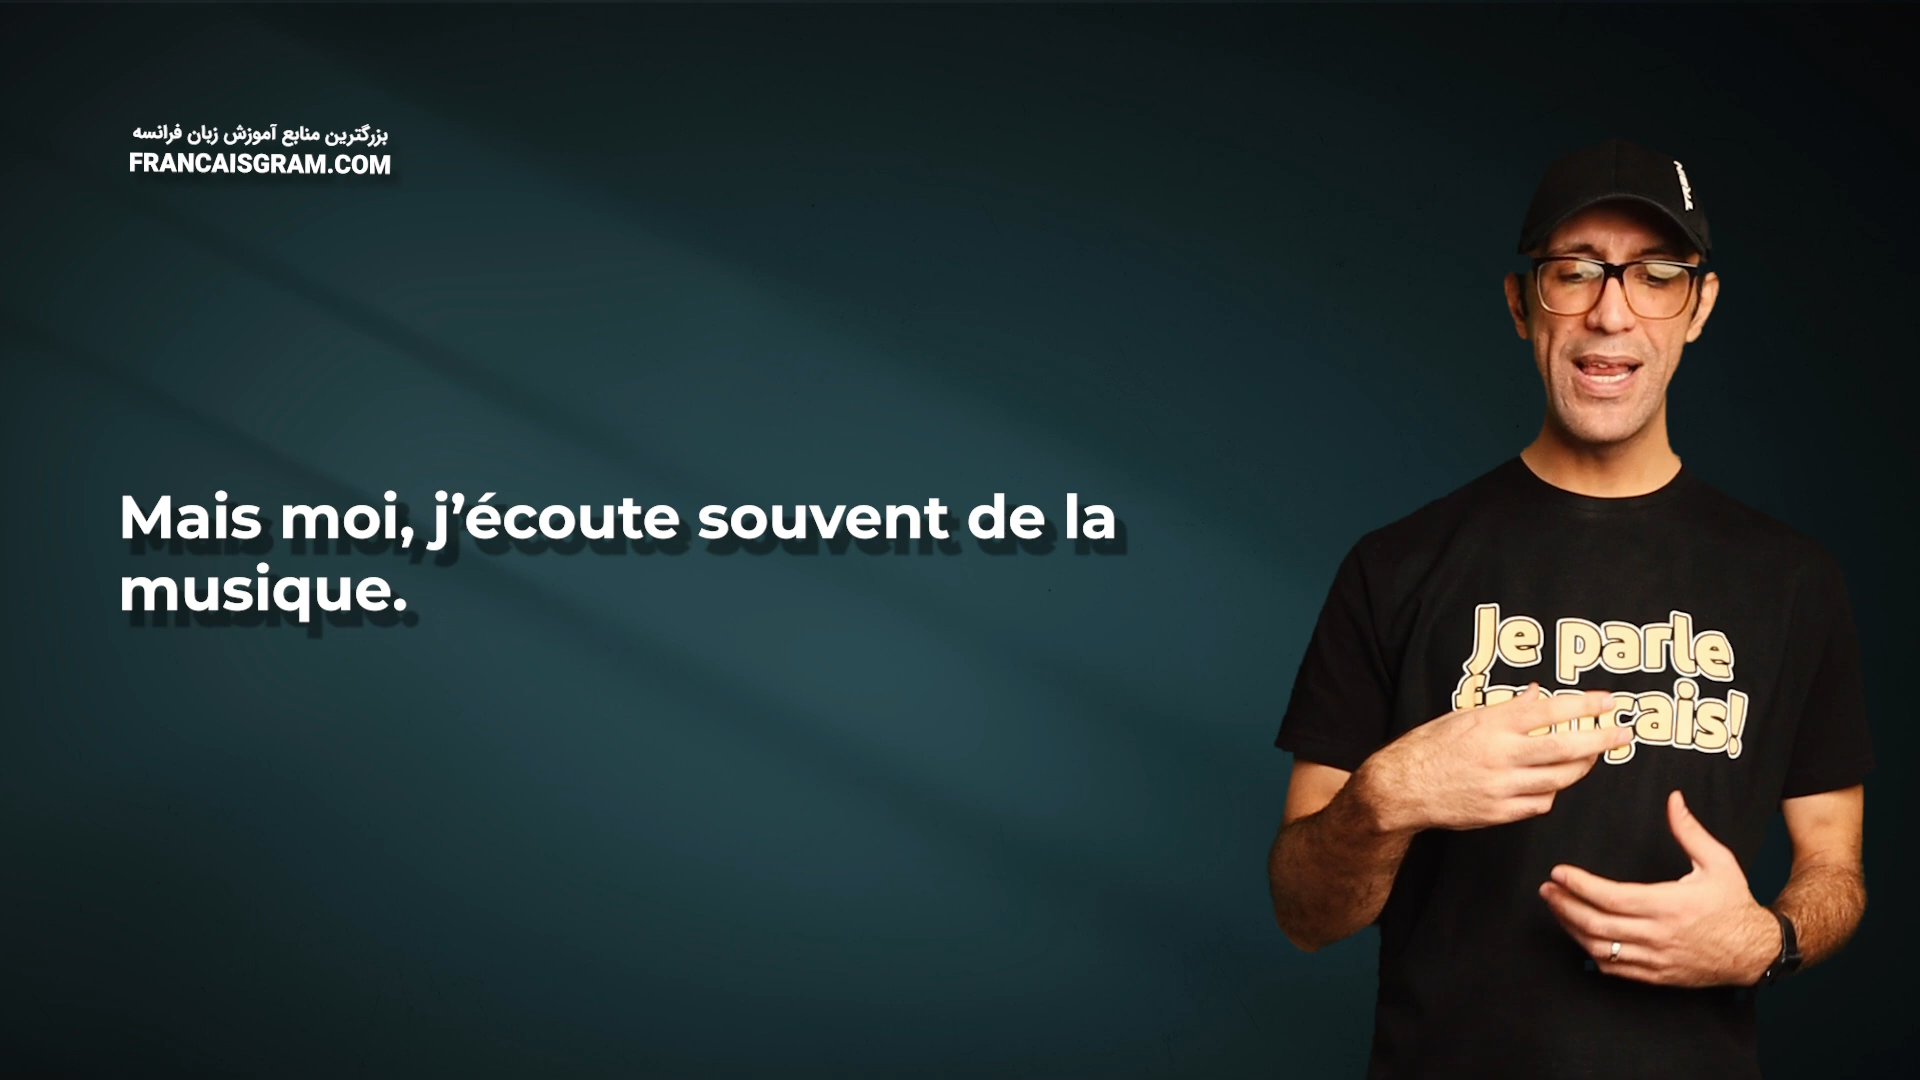 بزرگترین منابع آموزش زبان فرانسه
FRANCAISGRAM.COM
Mais moi, j’écoute souvent de la
musique.
Je parle
français!